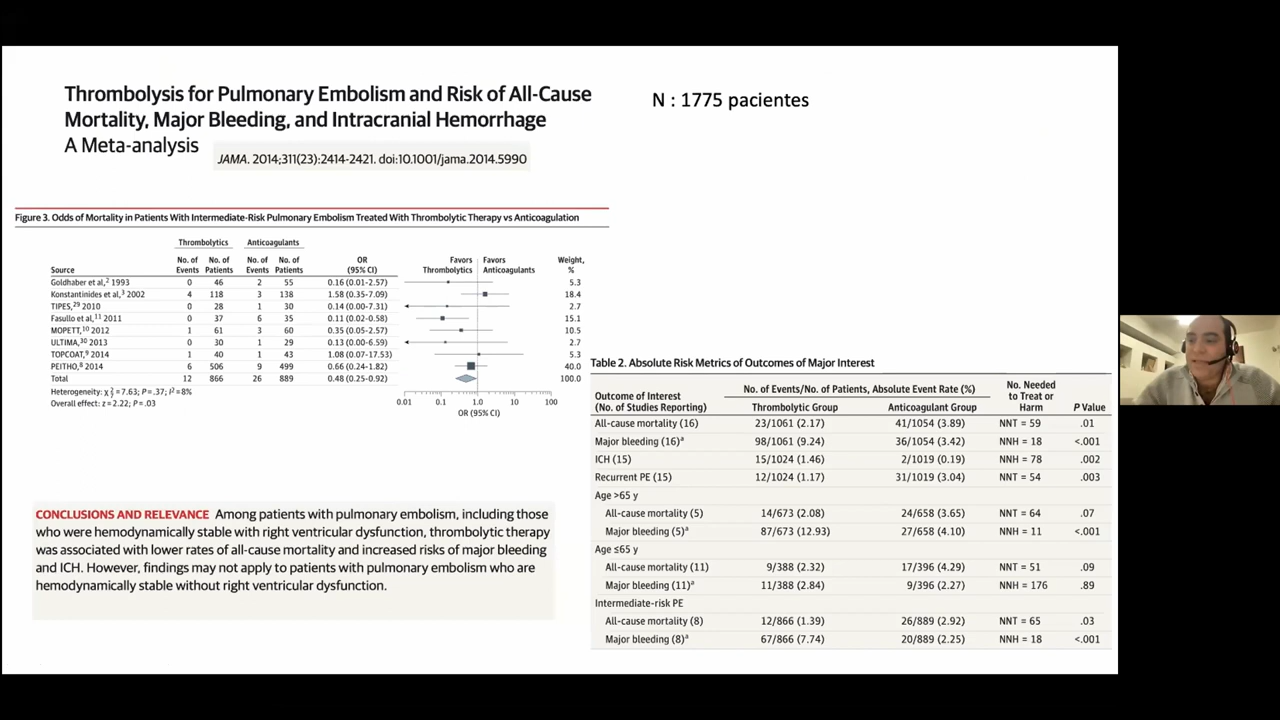 Thrombolysis for Pulmonary Embolism and Risk of All-Cause
Mortality, Major Bleeding, and Intracranial Hemorrhage
A Meta-analysis
JAMA. 2014;311(23):2414-2421. doi:10.1001/jama.2014.5990
N : 1775 pacientes
Figure 3. Odds of Mortality in Patients With Intermediate-Risk Pulmonary Embolism Treated With Thrombolytic Therapy vs Anticoagulation
Thrombolytics Anticoagulants
No. of No. of No. of No. of OR Favors Favors Weight,
Source Events Patients Events Patients (95% CI) Thrombolytics Anticoagulants %
Goldhaber et al,2 1993 0 46 2 55 0.16 (0.01-2.57) 5.3
Konstantinides et al,3 2002 4 118 3 138 1.58 (0.35-7.09) 18.4
TIPES,29 2010 0 28 1 30 0.14 (0.00-7.31) 2.7
Fasullo et al,11 2011 0 37 6 35 0.11 (0.02-0.58) 15.1
MOPETT,10 2012 1 61 3 60 0.35 (0.05-2.57) 10.5
ULTIMA,30 2013 0 30 1 29 0.13 (0.00-6.59) 2.7
TOPCOAT,9 2014 1 40 1 43 1.08 (0.07-17.53) 5.3
PEITHO,8 2014 6 506 9 499 0.66 (0.24-1.82) 40.0
Total 12 866 26 889 0.48 (0.25-0.92) 100.0
Heterogeneity: χ²₇ = 7.63; P = .37; I² = 8%
Overall effect: z = 2.22; P = .03
0.01 0.1 1.0 10 100
OR (95% CI)
CONCLUSIONS AND RELEVANCE Among patients with pulmonary embolism, including those
who were hemodynamically stable with right ventricular dysfunction, thrombolytic therapy
was associated with lower rates of all-cause mortality and increased risks of major bleeding
and ICH. However, findings may not apply to patients with pulmonary embolism who are
hemodynamically stable without right ventricular dysfunction.
Table 2. Absolute Risk Metrics of Outcomes of Major Interest
No. of Events/No. of Patients, Absolute Event Rate (%) No. Needed
Outcome of Interest to Treat or
(No. of Studies Reporting) Thrombolytic Group Anticoagulant Group Harm P Value
All-cause mortality (16) 23/1061 (2.17) 41/1054 (3.89) NNT = 59 .01
Major bleeding (16)a 98/1061 (9.24) 36/1054 (3.42) NNH = 18 <.001
ICH (15) 15/1024 (1.46) 2/1019 (0.19) NNH = 78 .002
Recurrent PE (15) 12/1024 (1.17) 31/1019 (3.04) NNT = 54 .003
Age >65 y
All-cause mortality (5) 14/673 (2.08) 24/658 (3.65) NNT = 64 .07
Major bleeding (5)a 87/673 (12.93) 27/658 (4.10) NNH = 11 <.001
Age ≤65 y
All-cause mortality (11) 9/388 (2.32) 17/396 (4.29) NNT = 51 .09
Major bleeding (11)a 11/388 (2.84) 9/396 (2.27) NNH = 176 .89
Intermediate-risk PE
All-cause mortality (8) 12/866 (1.39) 26/889 (2.92) NNT = 65 .03
Major bleeding (8)a 67/866 (7.74) 20/889 (2.25) NNH = 18 <.001